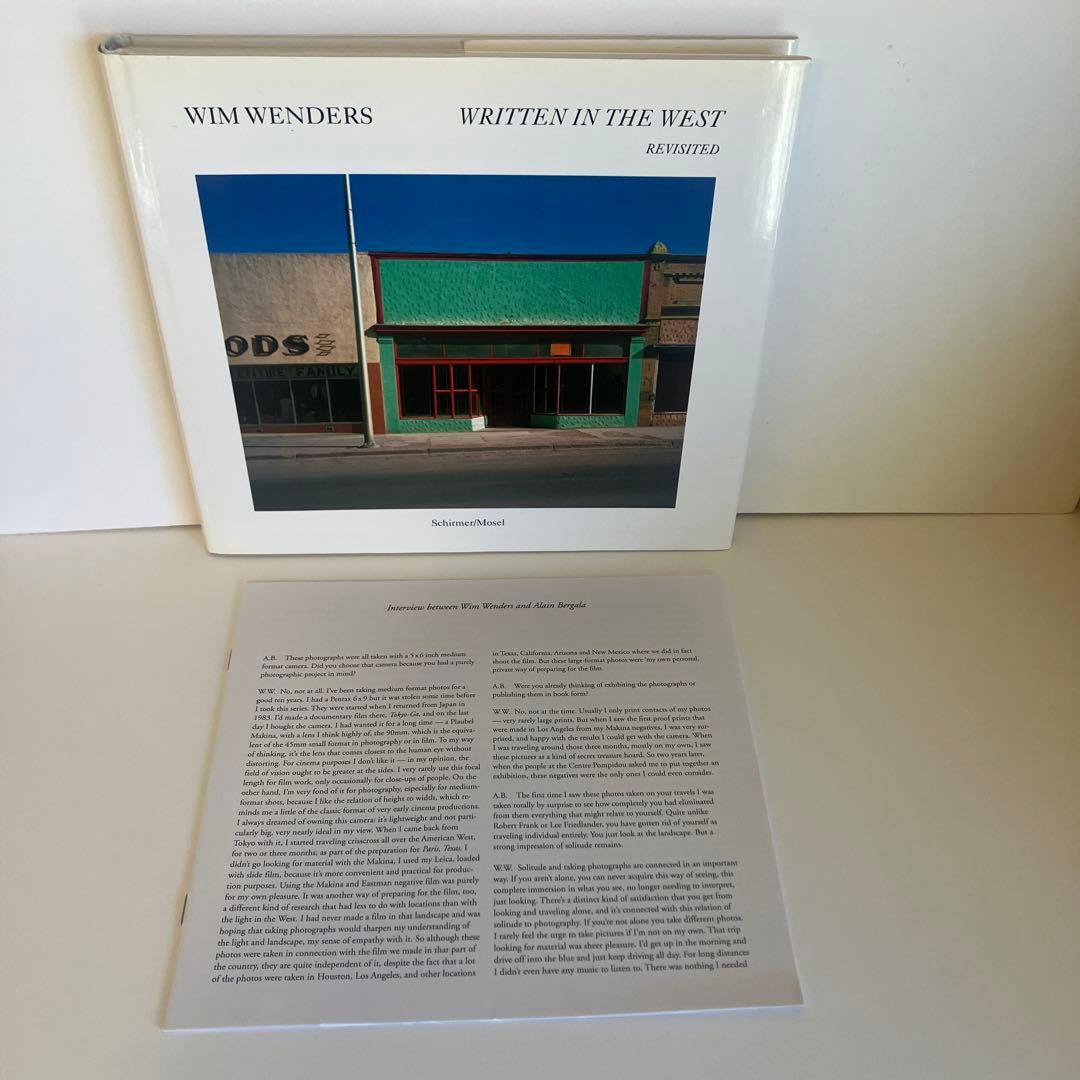 WIM WENDERS
WRITTEN IN THE WEST
REVISITED
ODS
ENTIRE FAMILY
Schirmer/Mosel
Interview between Wim Wenders and Alain Bergala
A.B. These photographs were all taken with a 5 x 6 inch medium
format camera. Did you choose that camera because you had a purely
photographic project in mind?
W.W. No, not at all. I've been taking medium format photos for a
good ten years. I had a Pentax 6 x 9 but it was stolen some time before
I took this series. They were started when I returned from Japan in
1983. I'd made a documentary film there, Tokyo-Ga, and on the last
day I bought the camera. I had wanted it for a long time — a Plaubel
Makina, with a lens I think highly of, the 90mm, which is the equiva-
lent of the 45mm small format in photography or in film. To my way
of thinking, it's the lens that comes closest to the human eye without
distorting. For cinema purposes I don't like it — in my opinion, the
field of vision ought to be greater at the sides. I very rarely use this focal
length for film work, only occasionally for close-ups of people. On the
other hand, I'm very fond of it for photography, especially for medium-
format shots, because I like the relation of height to width, which re-
minds me a little of the classic format of very early cinema productions.
I always dreamed of owning this camera: it's lightweight and not parti-
cularly big, very nearly ideal in my view. When I came back from
Tokyo with it, I started traveling crisscross all over the American West,
for two or three months, as part of the preparation for Paris, Texas. I
didn't go looking for material with the Makina, I used my Leica, loaded
with slide film, because it's more convenient and practical for produc-
tion purposes. Using the Makina and Eastman negative film was purely
for my own pleasure. It was another way of preparing for the film, too,
a different kind of research that had less to do with locations than with
the light in the West. I had never made a film in that landscape and was
hoping that taking photographs would sharpen my understanding of
the light and landscape, my sense of empathy with it. So although these
photos were taken in connection with the film we made in that part of
the country, they are quite independent of it, despite the fact that a lot
of the photos were taken in Houston, Los Angeles, and other locations
in Texas, California, Arizona and New Mexico where we did in fact
shoot the film. But these large-format photos were 'my own personal,
private way of preparing for the film.
A.B. Were you already thinking of exhibiting the photographs or
publishing them in book form?
W.W. No, not at the time. Usually I only print contacts of my photos
— very rarely large prints. But when I saw the first proof prints that
were made in Los Angeles from my Makina negatives, I was very sur-
prised, and happy with the results I could get with the camera. When
I was traveling around those three months, mostly on my own, I saw
these pictures as a kind of secret treasure hoard. So two years later,
when the people at the Centre Pompidou asked me to put together an
exhibition, these negatives were the only ones I could even consider.
A.B. The first time I saw these photos taken on your travels I was
taken totally by surprise to see how completely you had eliminated
from them everything that might relate to yourself. Quite unlike
Robert Frank or Lee Friedlander, you have gotten rid of yourself as
traveling individual entirely. You just look at the landscape. But a
strong impression of solitude remains.
W.W. Solitude and taking photographs are connected in an important
way. If you aren't alone, you can never acquire this way of seeing, this
complete immersion in what you see, no longer needing to interpret,
just looking. There's a distinct kind of satisfaction that you get from
looking and traveling alone, and it's connected with this relation of
solitude to photography. If you're not alone you take different photos.
I rarely feel the urge to take pictures if I'm not on my own. That trip
looking for material was sheer pleasure. I'd get up in the morning and
drive off into the blue and just keep driving all day. For long distances
I didn't even have any music to listen to. There was nothing I needed